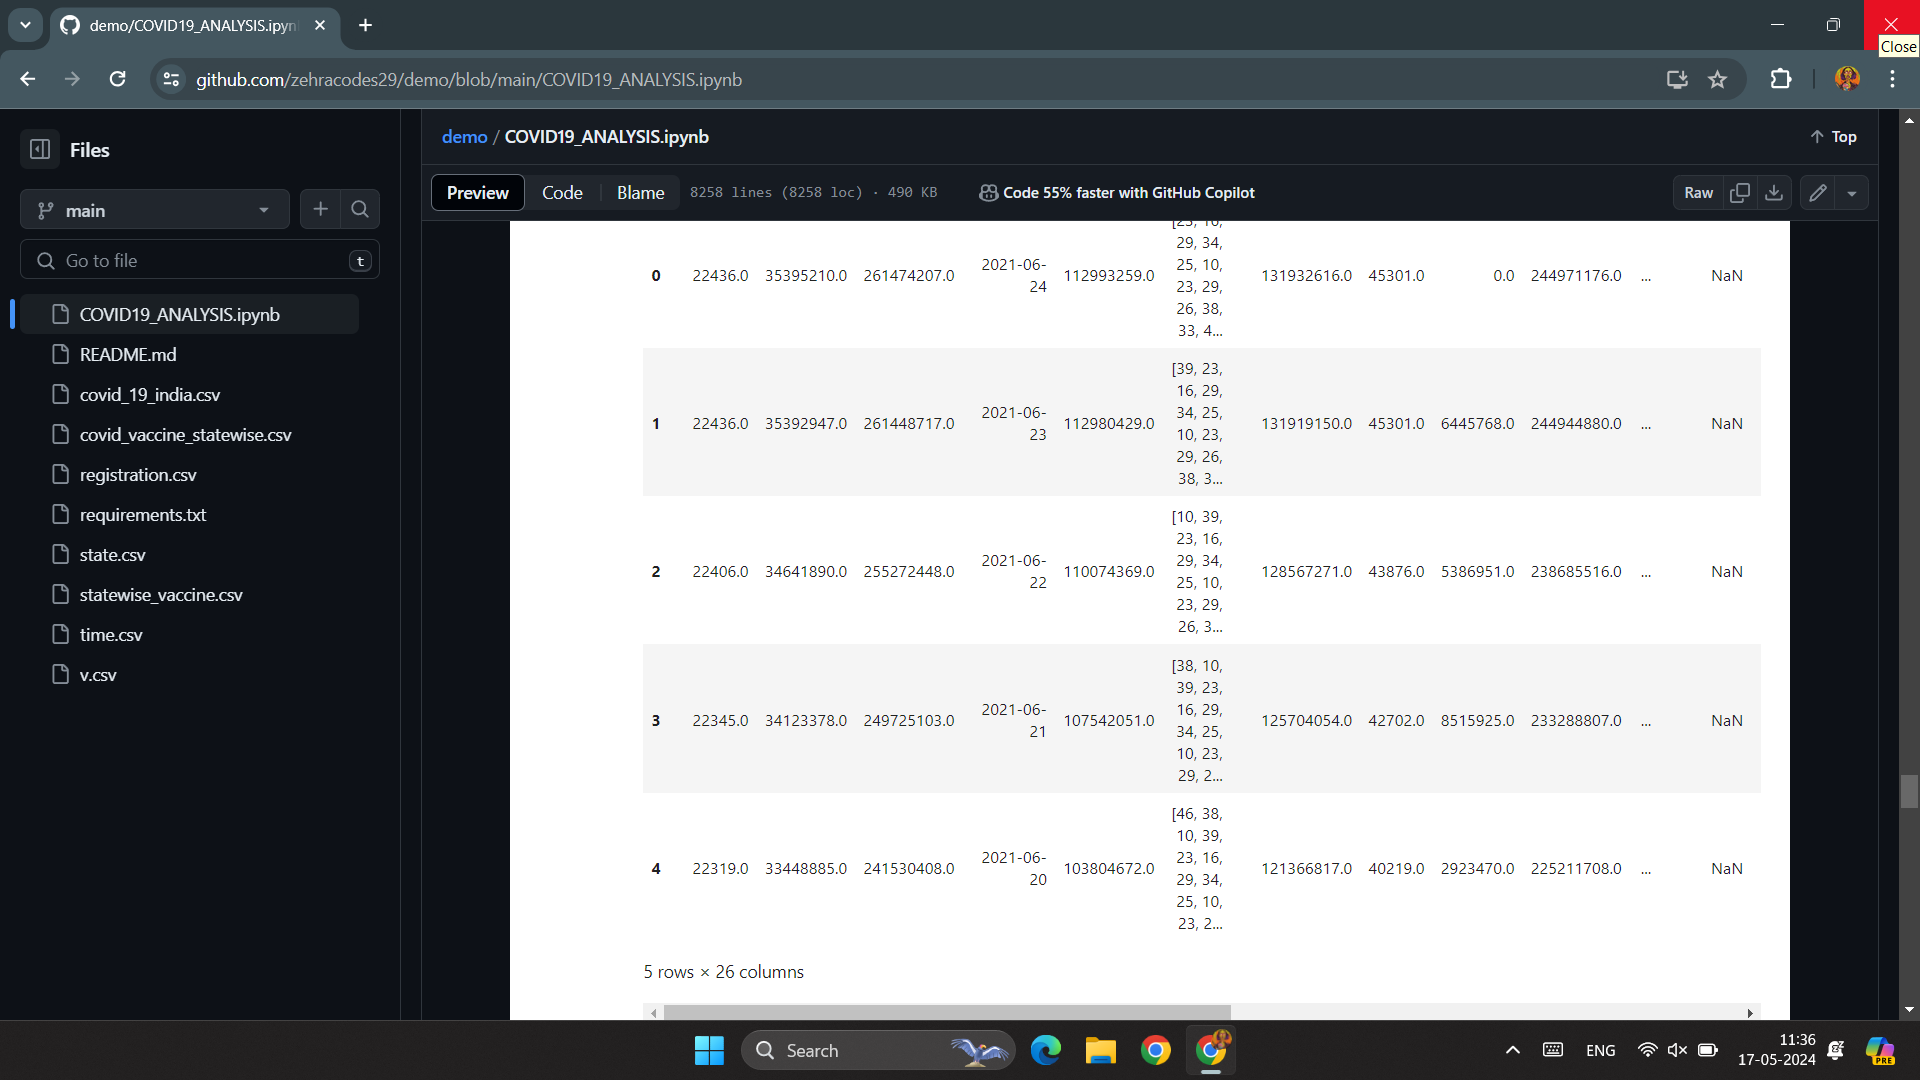 demo/COVID19_ANALYSIS.ipyn
Close
github.com/zehracodes29/demo/blob/main/COVID19_ANALYSIS.ipynb
Files
main
Go to file
t
COVID19_ANALYSIS.ipynb
README.md
covid_19_india.csv
covid_vaccine_statewise.csv
registration.csv
requirements.txt
state.csv
statewise_vaccine.csv
time.csv
v.csv
demo / COVID19_ANALYSIS.ipynb
Top
Preview Code Blame 8258 lines (8258 loc) · 490 KB Code 55% faster with GitHub Copilot Raw
0 22436.0 35395210.0 261474207.0 2021-06-24 112993259.0 [23, 16, 29, 34, 25, 10, 23, 29, 26, 38, 33, 4... 131932616.0 45301.0 0.0 244971176.0 ... NaN
1 22436.0 35392947.0 261448717.0 2021-06-23 112980429.0 [39, 23, 16, 29, 34, 25, 10, 23, 29, 26, 38, 3... 131919150.0 45301.0 6445768.0 244944880.0 ... NaN
2 22406.0 34641890.0 255272448.0 2021-06-22 110074369.0 [10, 39, 23, 16, 29, 34, 25, 10, 23, 29, 26, 3... 128567271.0 43876.0 5386951.0 238685516.0 ... NaN
3 22345.0 34123378.0 249725103.0 2021-06-21 107542051.0 [38, 10, 39, 23, 16, 29, 34, 25, 10, 23, 29, 2... 125704054.0 42702.0 8515925.0 233288807.0 ... NaN
4 22319.0 33448885.0 241530408.0 2021-06-20 103804672.0 [46, 38, 10, 39, 23, 16, 29, 34, 25, 10, 23, 2... 121366817.0 40219.0 2923470.0 225211708.0 ... NaN
5 rows × 26 columns
Search
ENG
11:36
17-05-2024
PRE